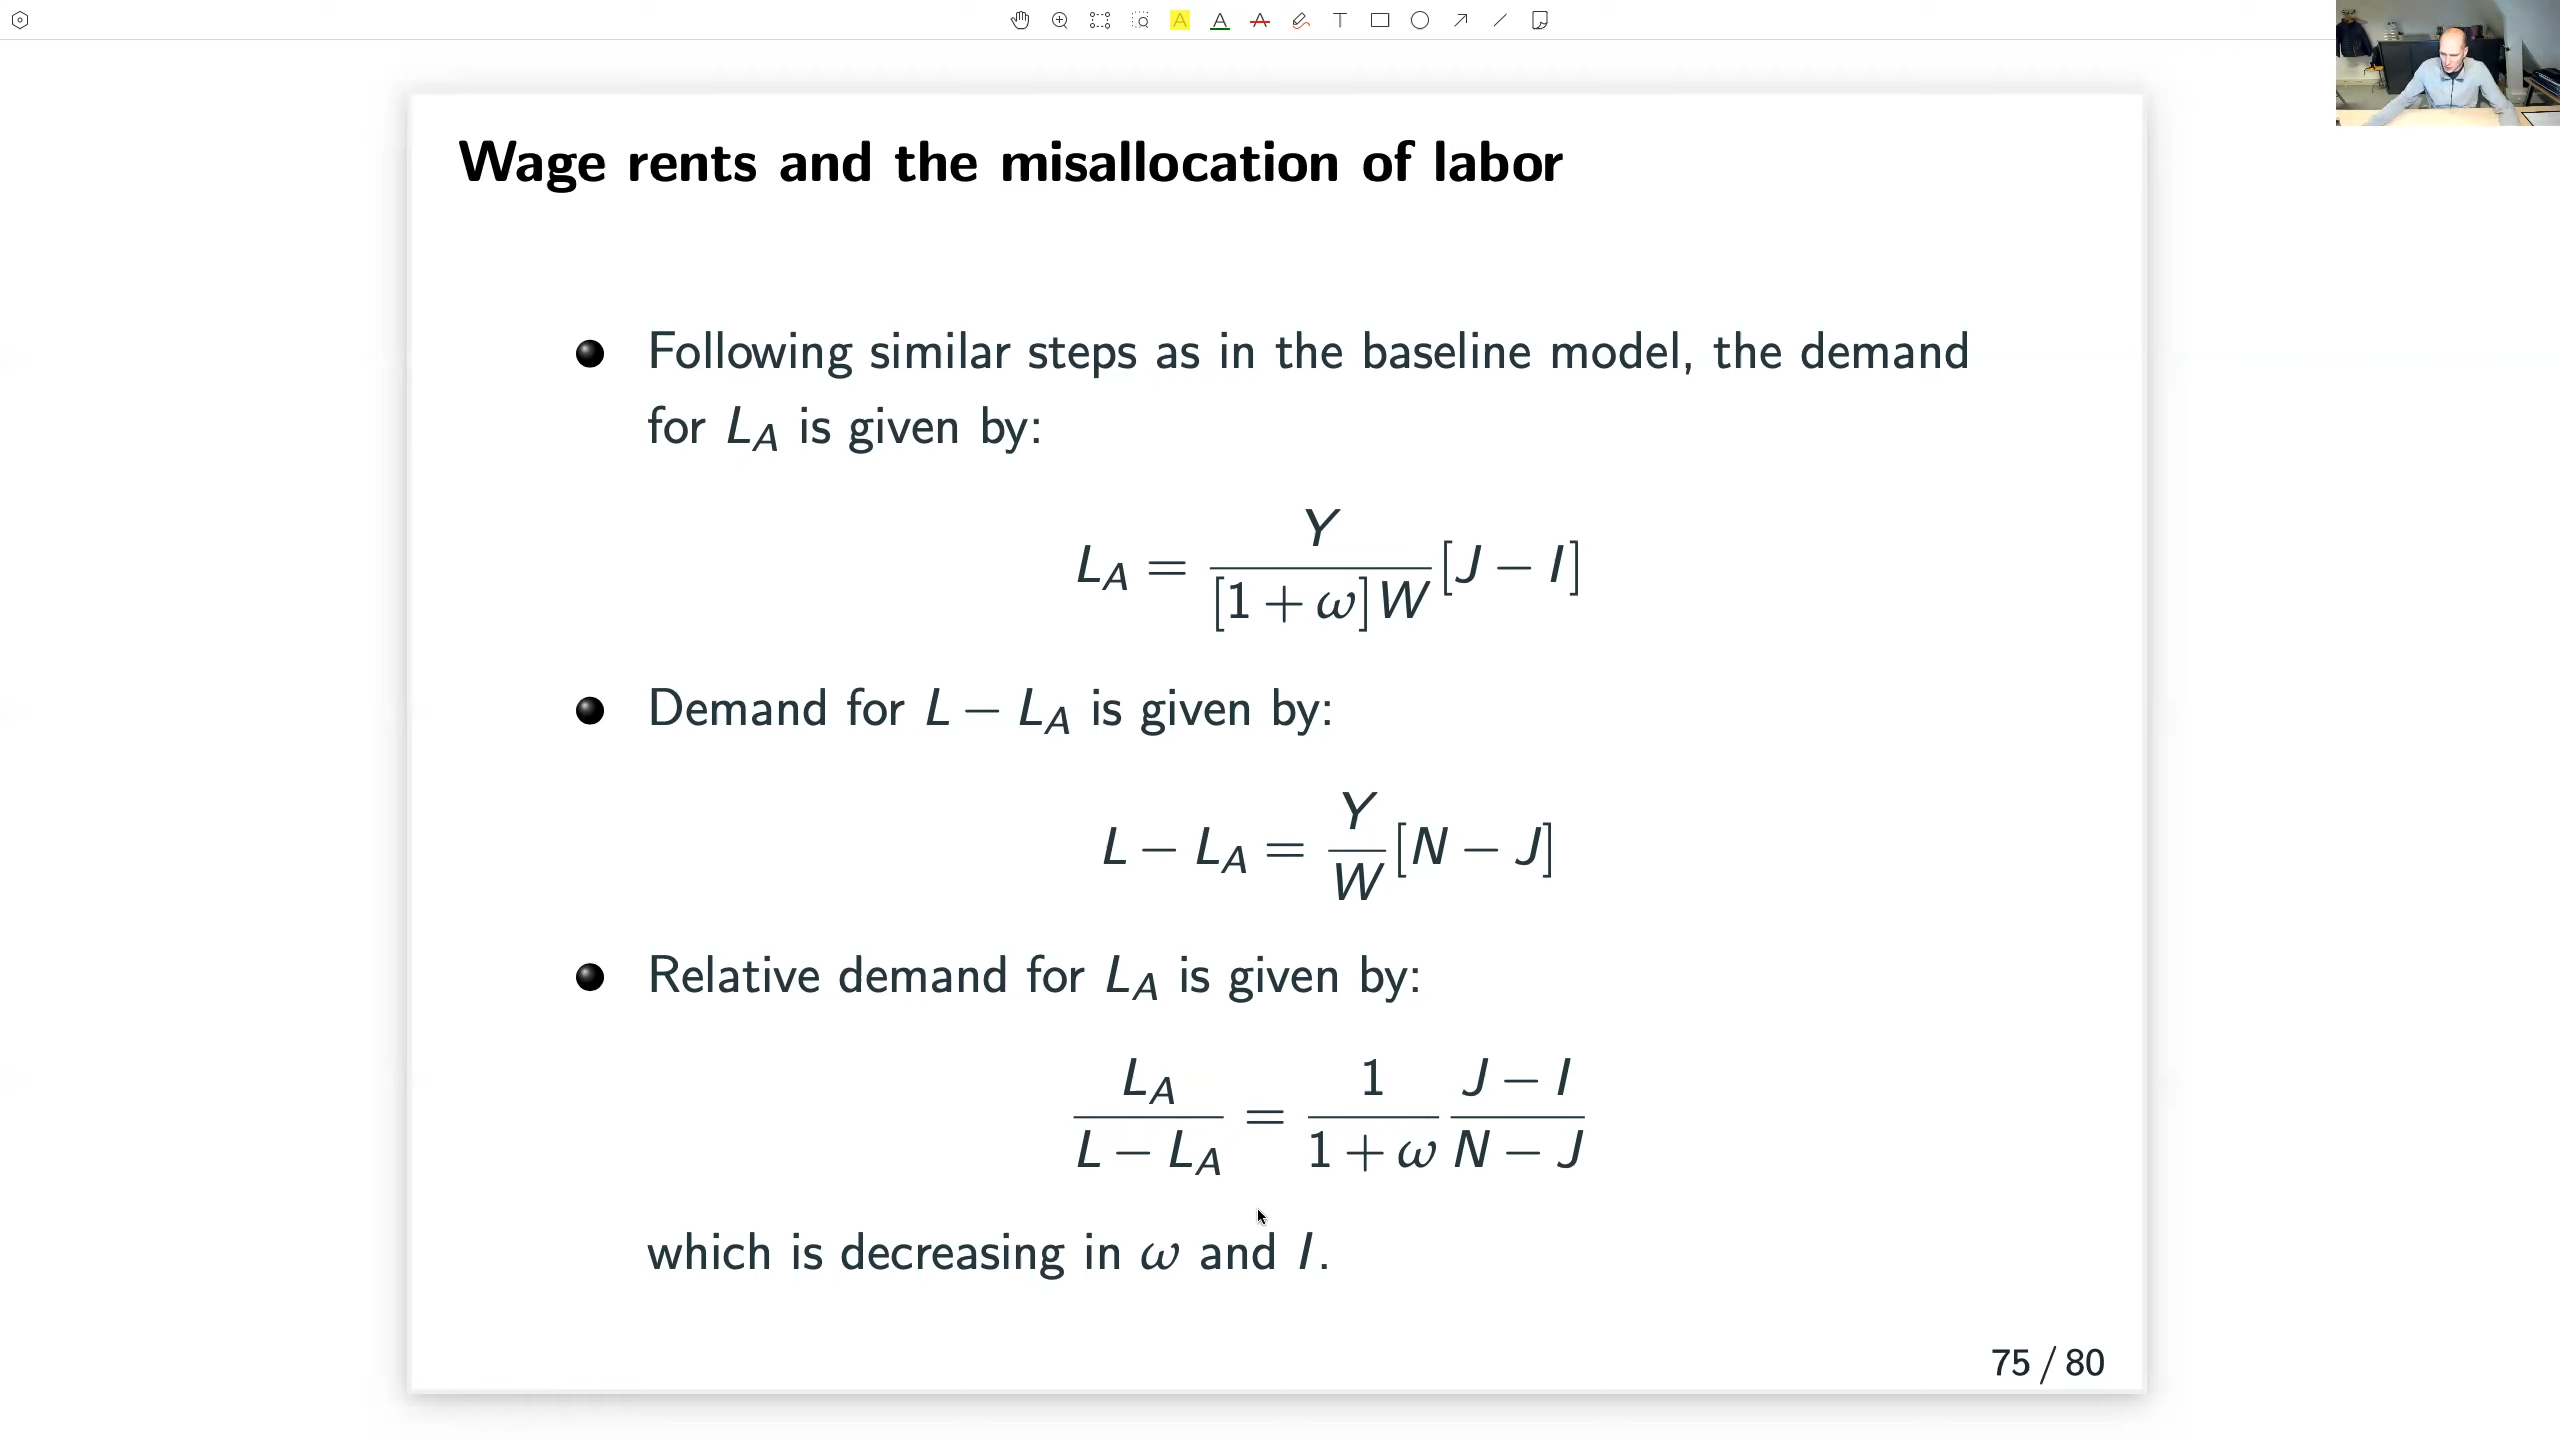 Wage rents and the misallocation of labor
● Following similar steps as in the baseline model, the demand
for L_A is given by:
L_A = Y / ([1 + ω]W) [J − I]
● Demand for L − L_A is given by:
L − L_A = Y / W [N − J]
● Relative demand for L_A is given by:
L_A / (L − L_A) = 1 / (1 + ω) (J − I) / (N − J)
which is decreasing in ω and I.
75 / 80